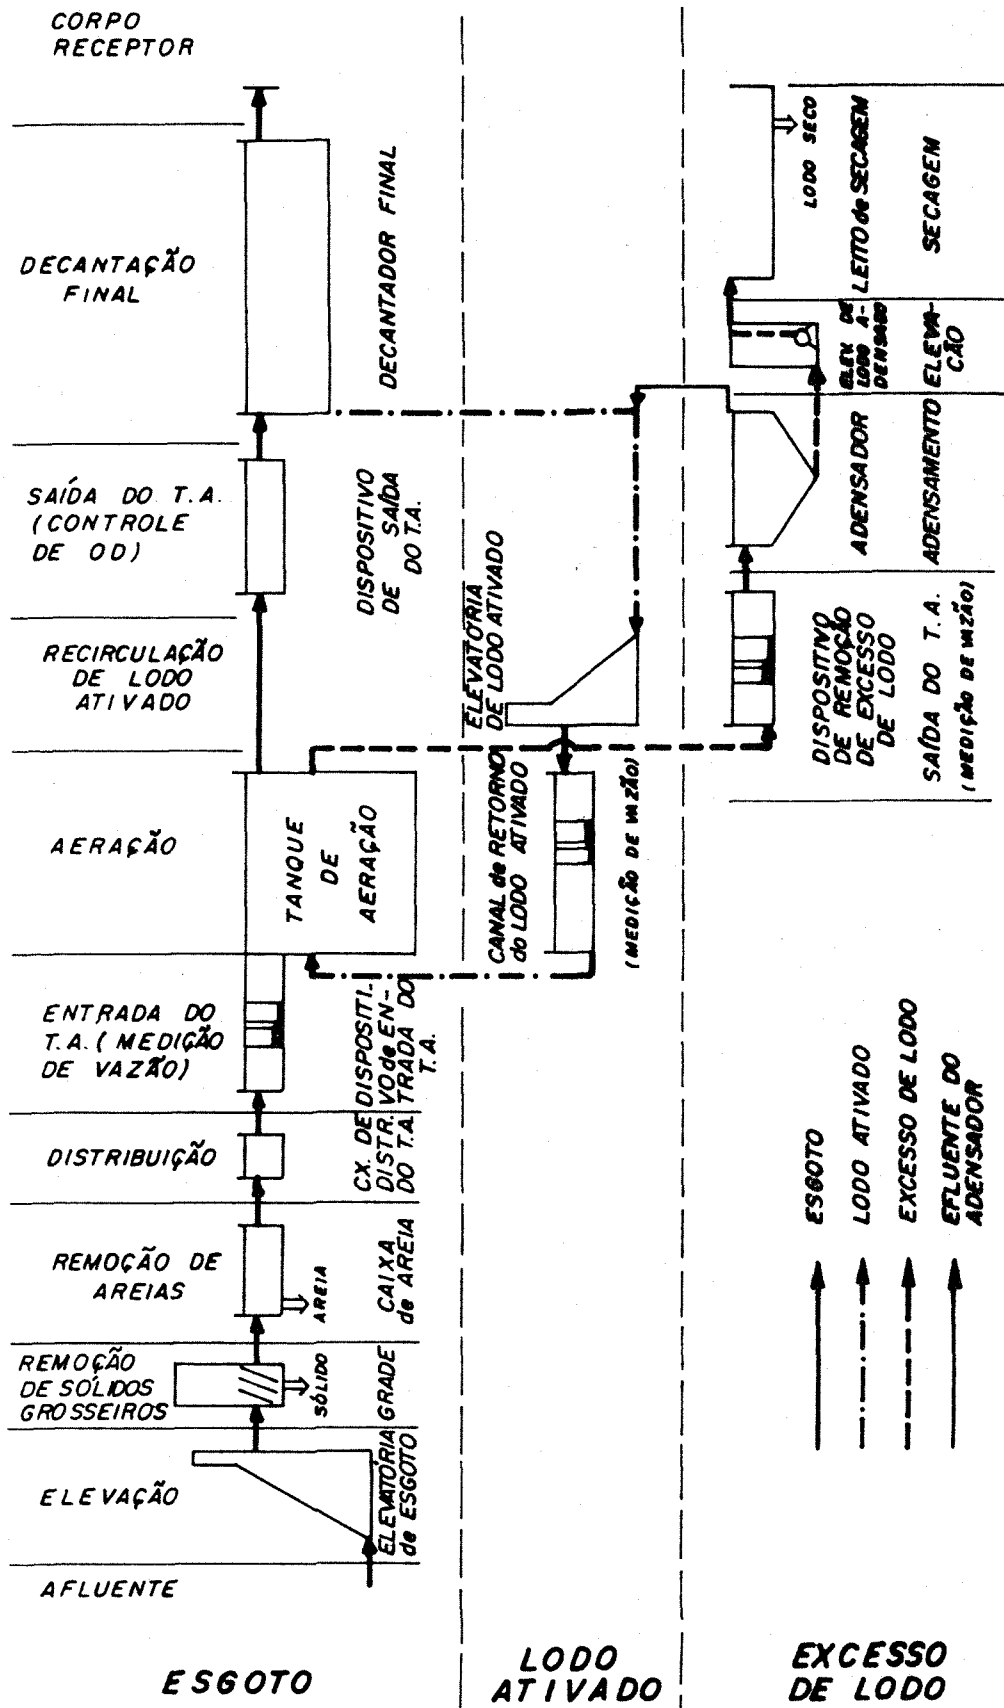 CORPO
RECEPTOR
DECANTAÇÃO
FINAL
DECANTADOR FINAL
SAÍDA DO T.A.
(CONTROLE
DE OD)
DISPOSITIVO
DE SAÍDA
DO T.A.
RECIRCULAÇÃO
DE LODO
ATIVADO
AERAÇÃO
TANQUE
DE
AERAÇÃO
ENTRADA DO
T.A. (MEDIÇÃO
DE VAZÃO)
DISPOSITI-
VO de EN-
TRADA DO
T.A.
DISTRIBUIÇÃO
CX. DE
DISTR.
DO T.A.
REMOÇÃO DE
AREIAS
AREIA
CAIXA
de AREIA
REMOÇÃO
DE SÓLIDOS
GROSSEIROS
SÓLIDO
GRADE
ELEVAÇÃO
ELEVATÓRIA
de ESGOTO
AFLUENTE
ESGOTO
ELEVATÓRIA
DE LODO ATIVADO
CANAL de RETORNO
do LODO ATIVADO
(MEDIÇÃO DE VAZÃO)
LODO
ATIVADO
LODO SECO
LEITO de SECAGEM
SECAGEM
ELEV. DE
LODO A-
DENSADO
ELEVA-
CÃO
ADENSADOR
ADENSAMENTO
DISPOSITIVO
DE REMOÇÃO
DE EXCESSO
DE LODO
SAÍDA DO T.A.
(MEDIÇÃO DE VAZÃO)
ESGOTO
LODO ATIVADO
EXCESSO DE LODO
EFLUENTE DO
ADENSADOR
EXCESSO
DE LODO